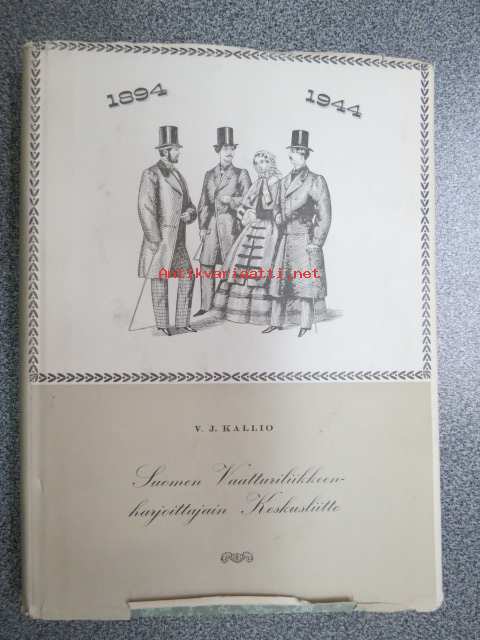 1894 1944
Antikvariaatti.net
V. J. KALLIO
Suomen Vaatturiliikkeen-
harjoittajain Keskusliitto